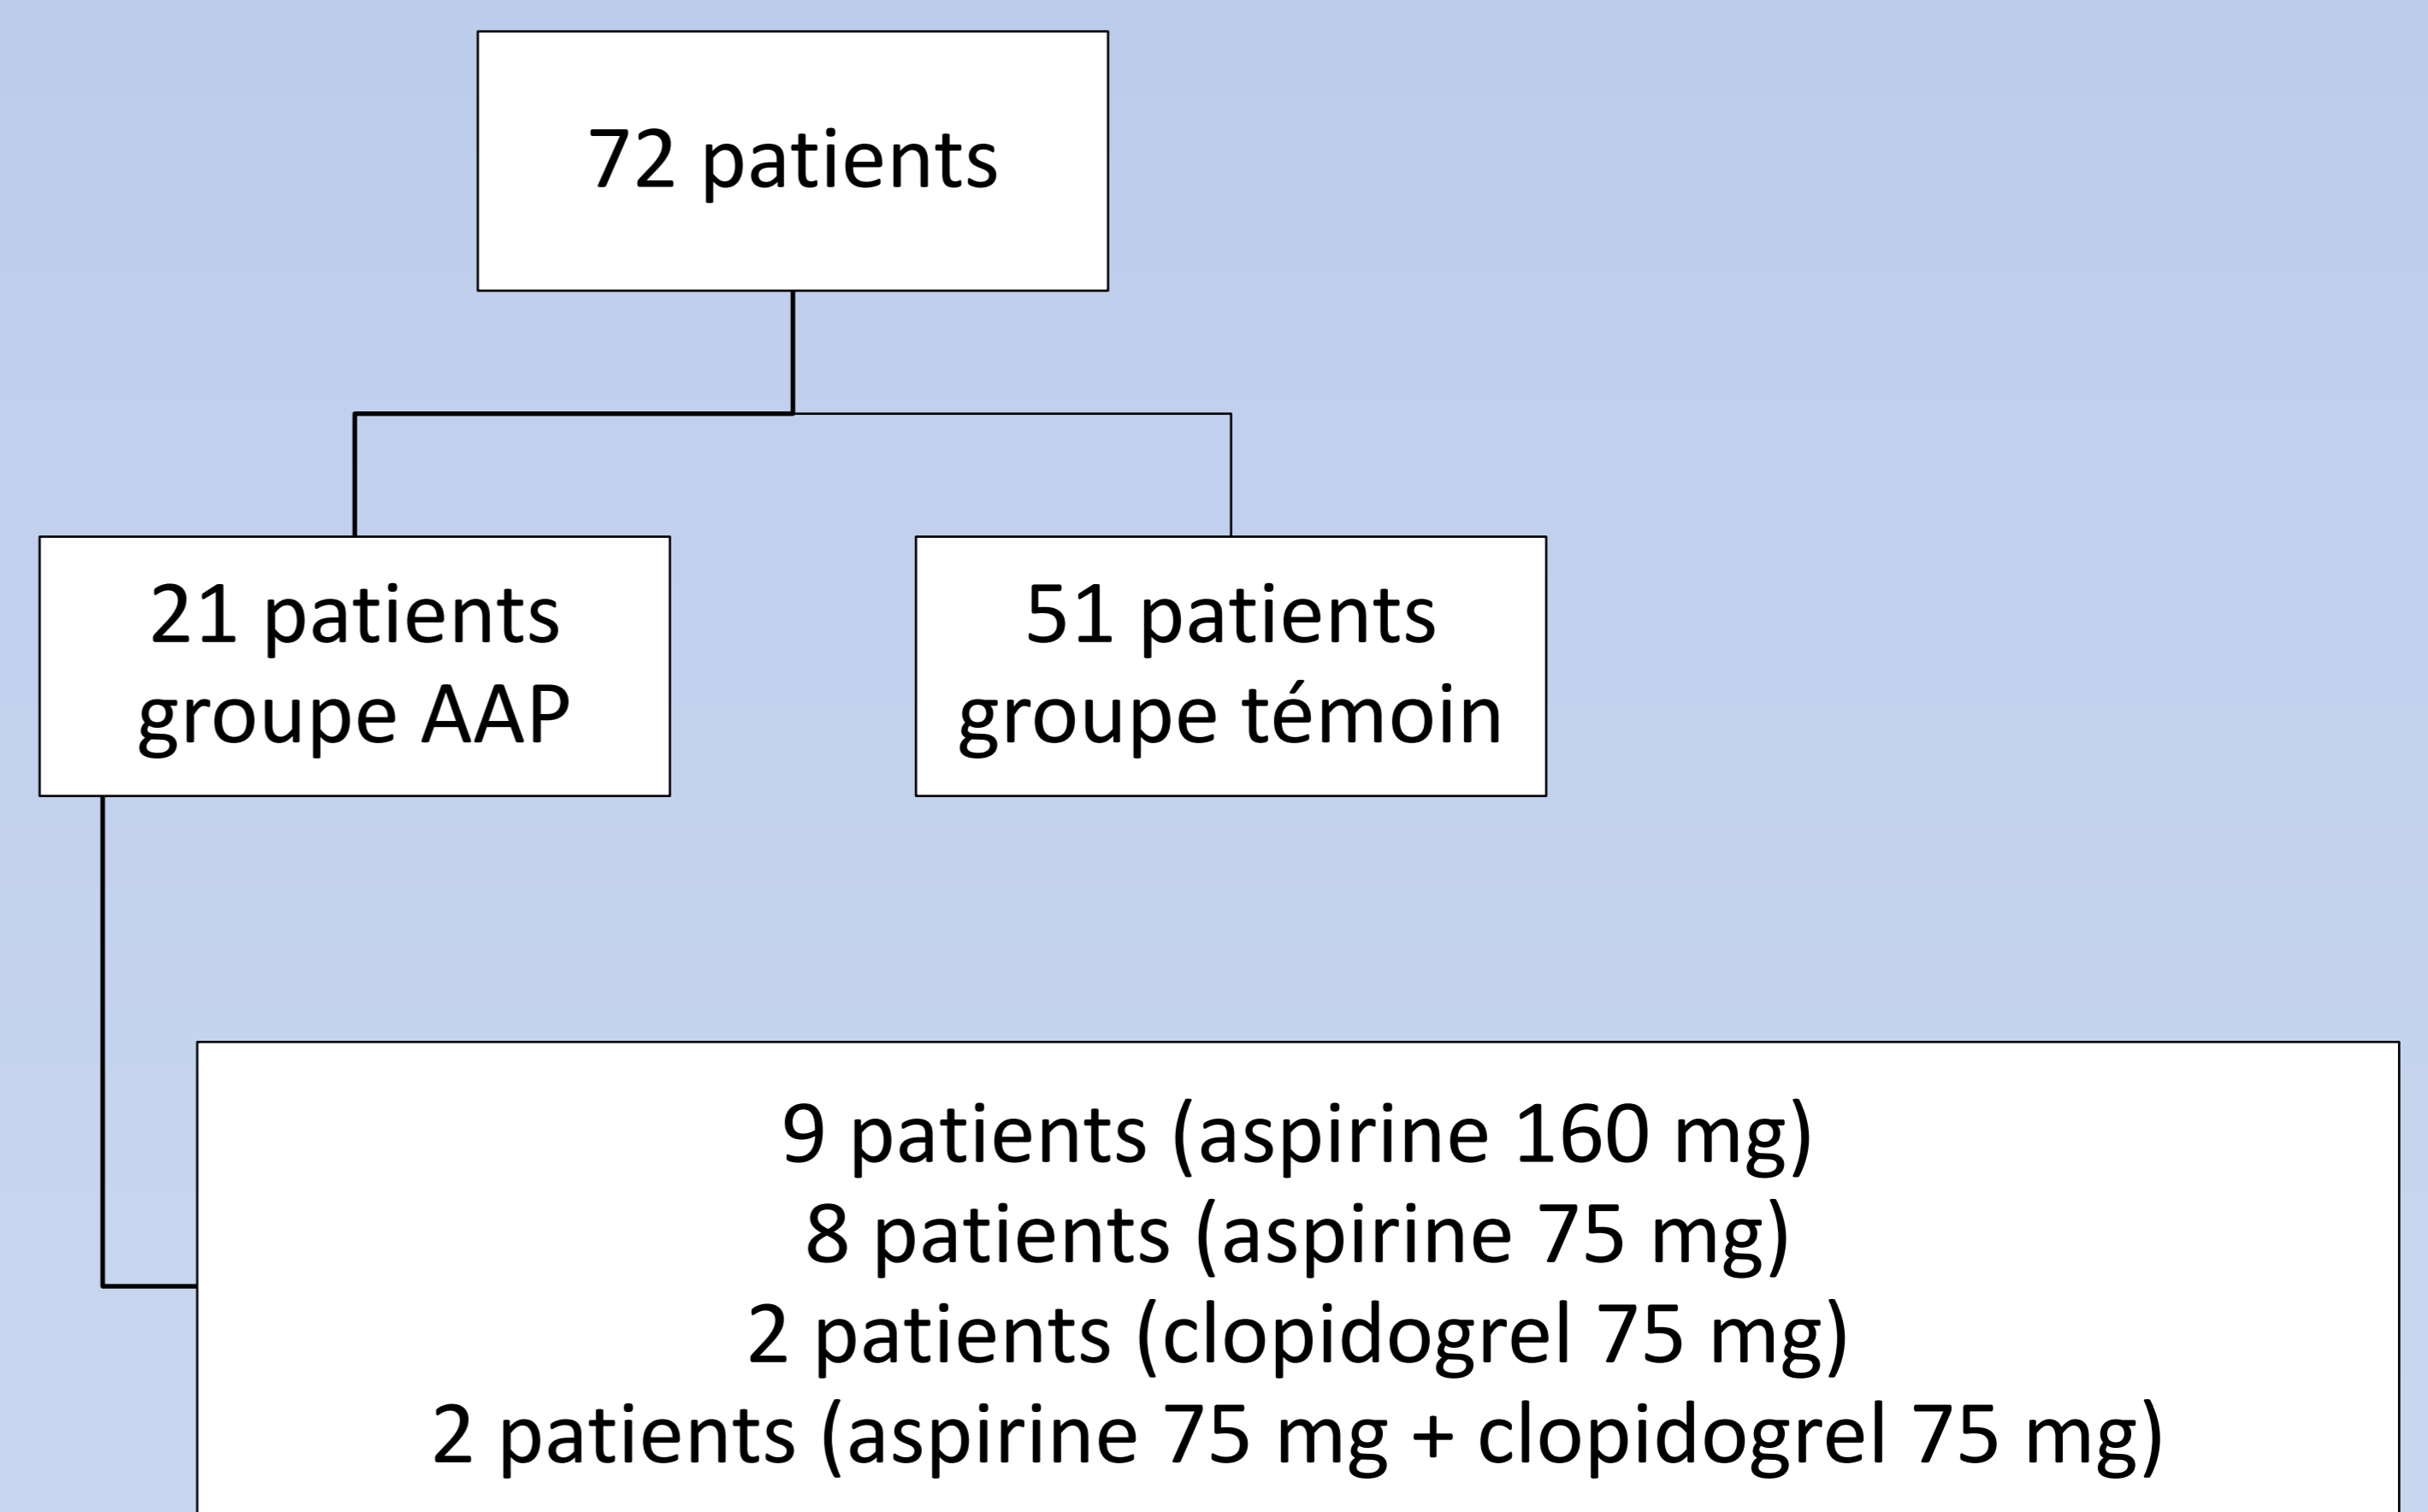 72 patients
21 patients
groupe AAP
51 patients
groupe témoin
9 patients (aspirine 160 mg)
8 patients (aspirine 75 mg)
2 patients (clopidogrel 75 mg)
2 patients (aspirine 75 mg + clopidogrel 75 mg)